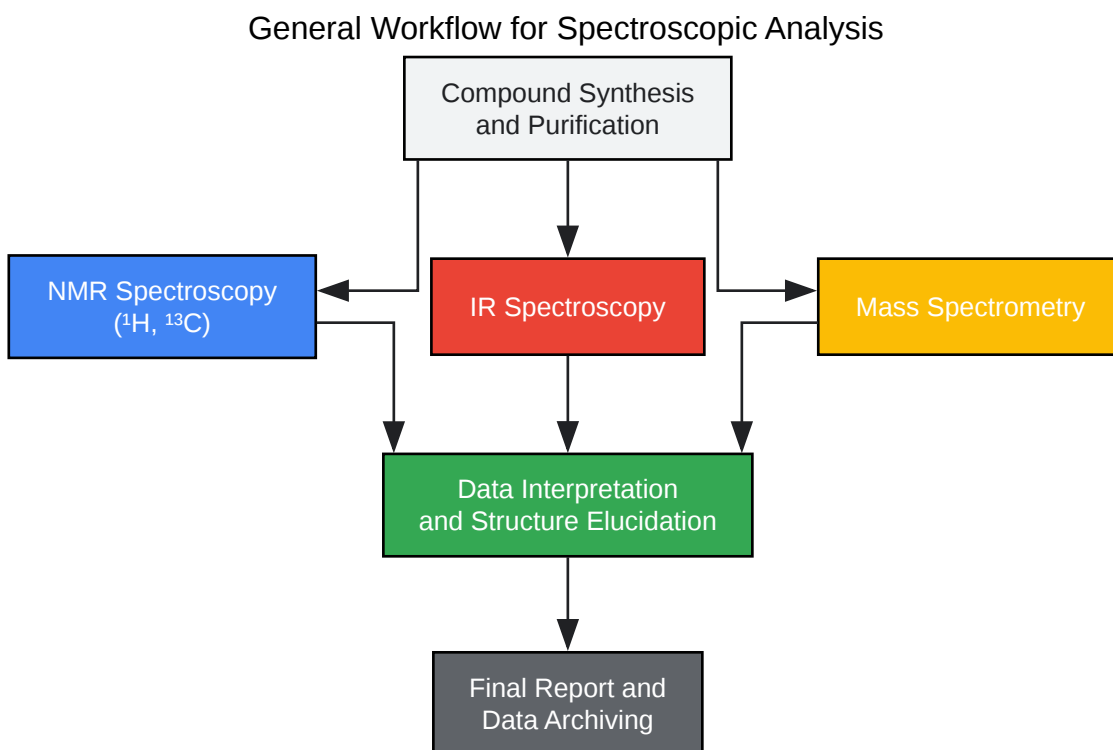 General Workflow for Spectroscopic Analysis
Compound Synthesis
and Purification
NMR Spectroscopy
(¹H, ¹³C)
IR Spectroscopy
Mass Spectrometry
Data Interpretation
and Structure Elucidation
Final Report and
Data Archiving